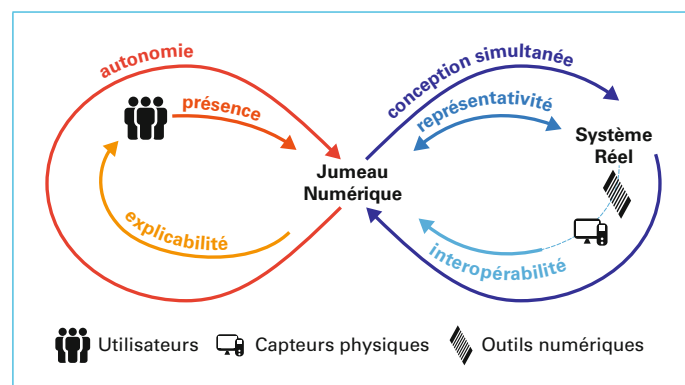 autonomie
conception simultanée
présence
représentativité
Système
Réel
Jumeau
Numérique
explicabilité
interopérabilité
Utilisateurs
Capteurs physiques
Outils numériques